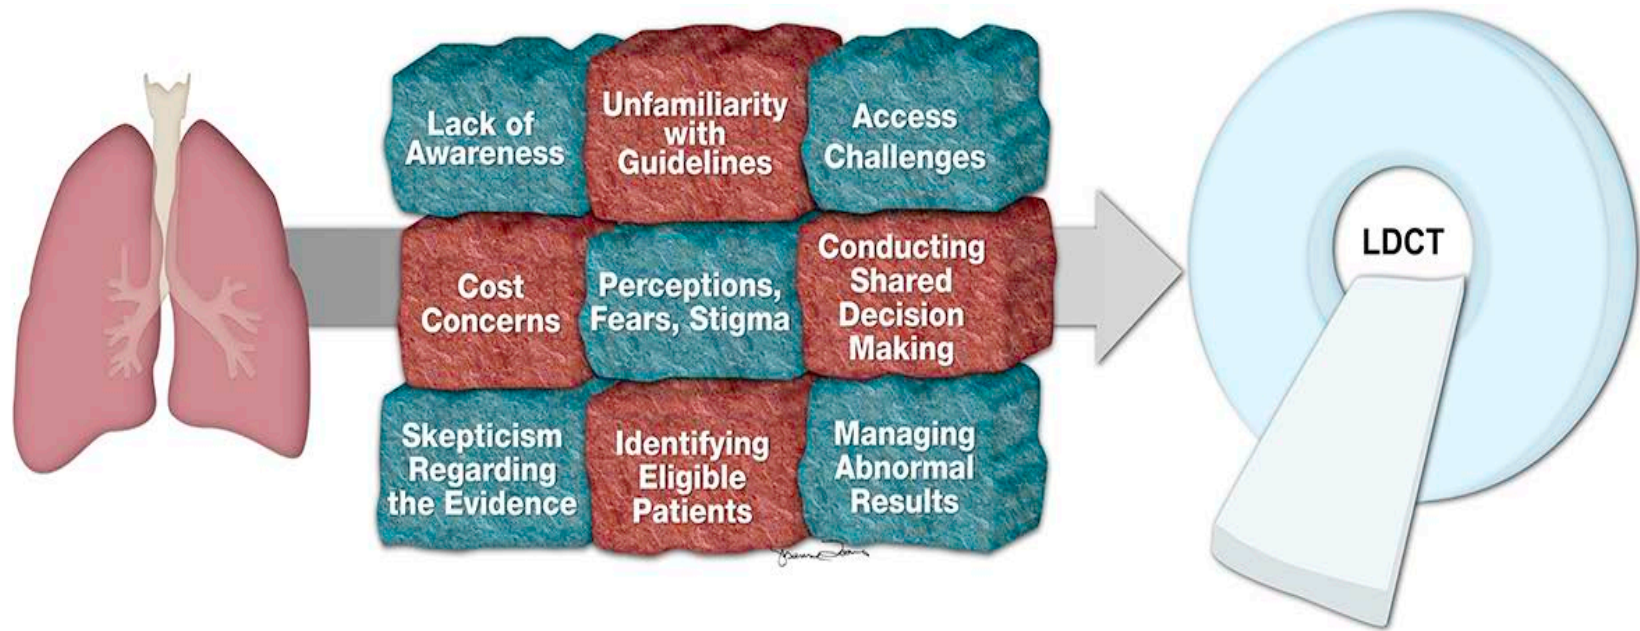 Lack of
Awareness
Unfamiliarity
with
Guidelines
Access
Challenges
Cost
Concerns
Perceptions,
Fears, Stigma
Conducting
Shared
Decision
Making
Skepticism
Regarding
the Evidence
Identifying
Eligible
Patients
Managing
Abnormal
Results
LDCT